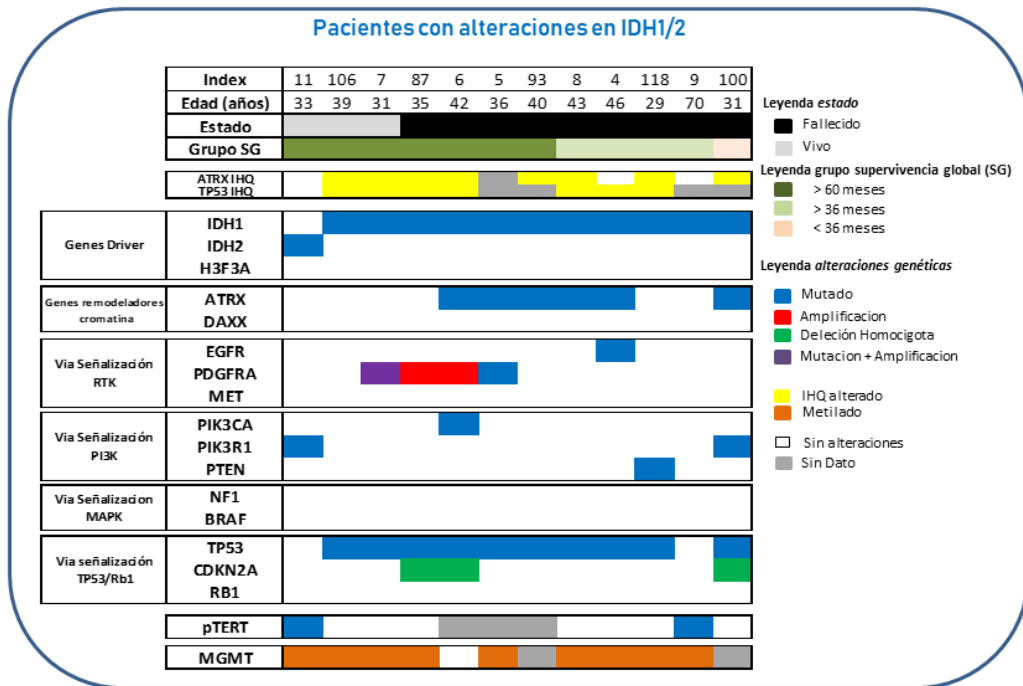 Pacientes con alteraciones en IDH1/2
Index 11 106 7 87 6 5 93 8 4 118 9 100
Edad (años) 33 39 31 35 42 36 40 43 46 29 70 31
Estado
Grupo SG
ATRX IHQ
TP53 IHQ
Genes Driver
IDH1
IDH2
H3F3A
Genes remodeladores
cromatina
ATRX
DAXX
Via Señalización
RTK
EGFR
PDGFRA
MET
Via Señalización
PI3K
PIK3CA
PIK3R1
PTEN
Via Señalizacion
MAPK
NF1
BRAF
Via señalización
TP53/Rb1
TP53
CDKN2A
RB1
pTERT
MGMT
Leyenda estado
Fallecido
Vivo
Leyenda grupo supervivencia global (SG)
> 60 meses
> 36 meses
< 36 meses
Leyenda alteraciones genéticas
Mutado
Amplificacion
Deleción Homocigota
Mutacion + Amplificacion
IHQ alterado
Metilado
Sin alteraciones
Sin Dato